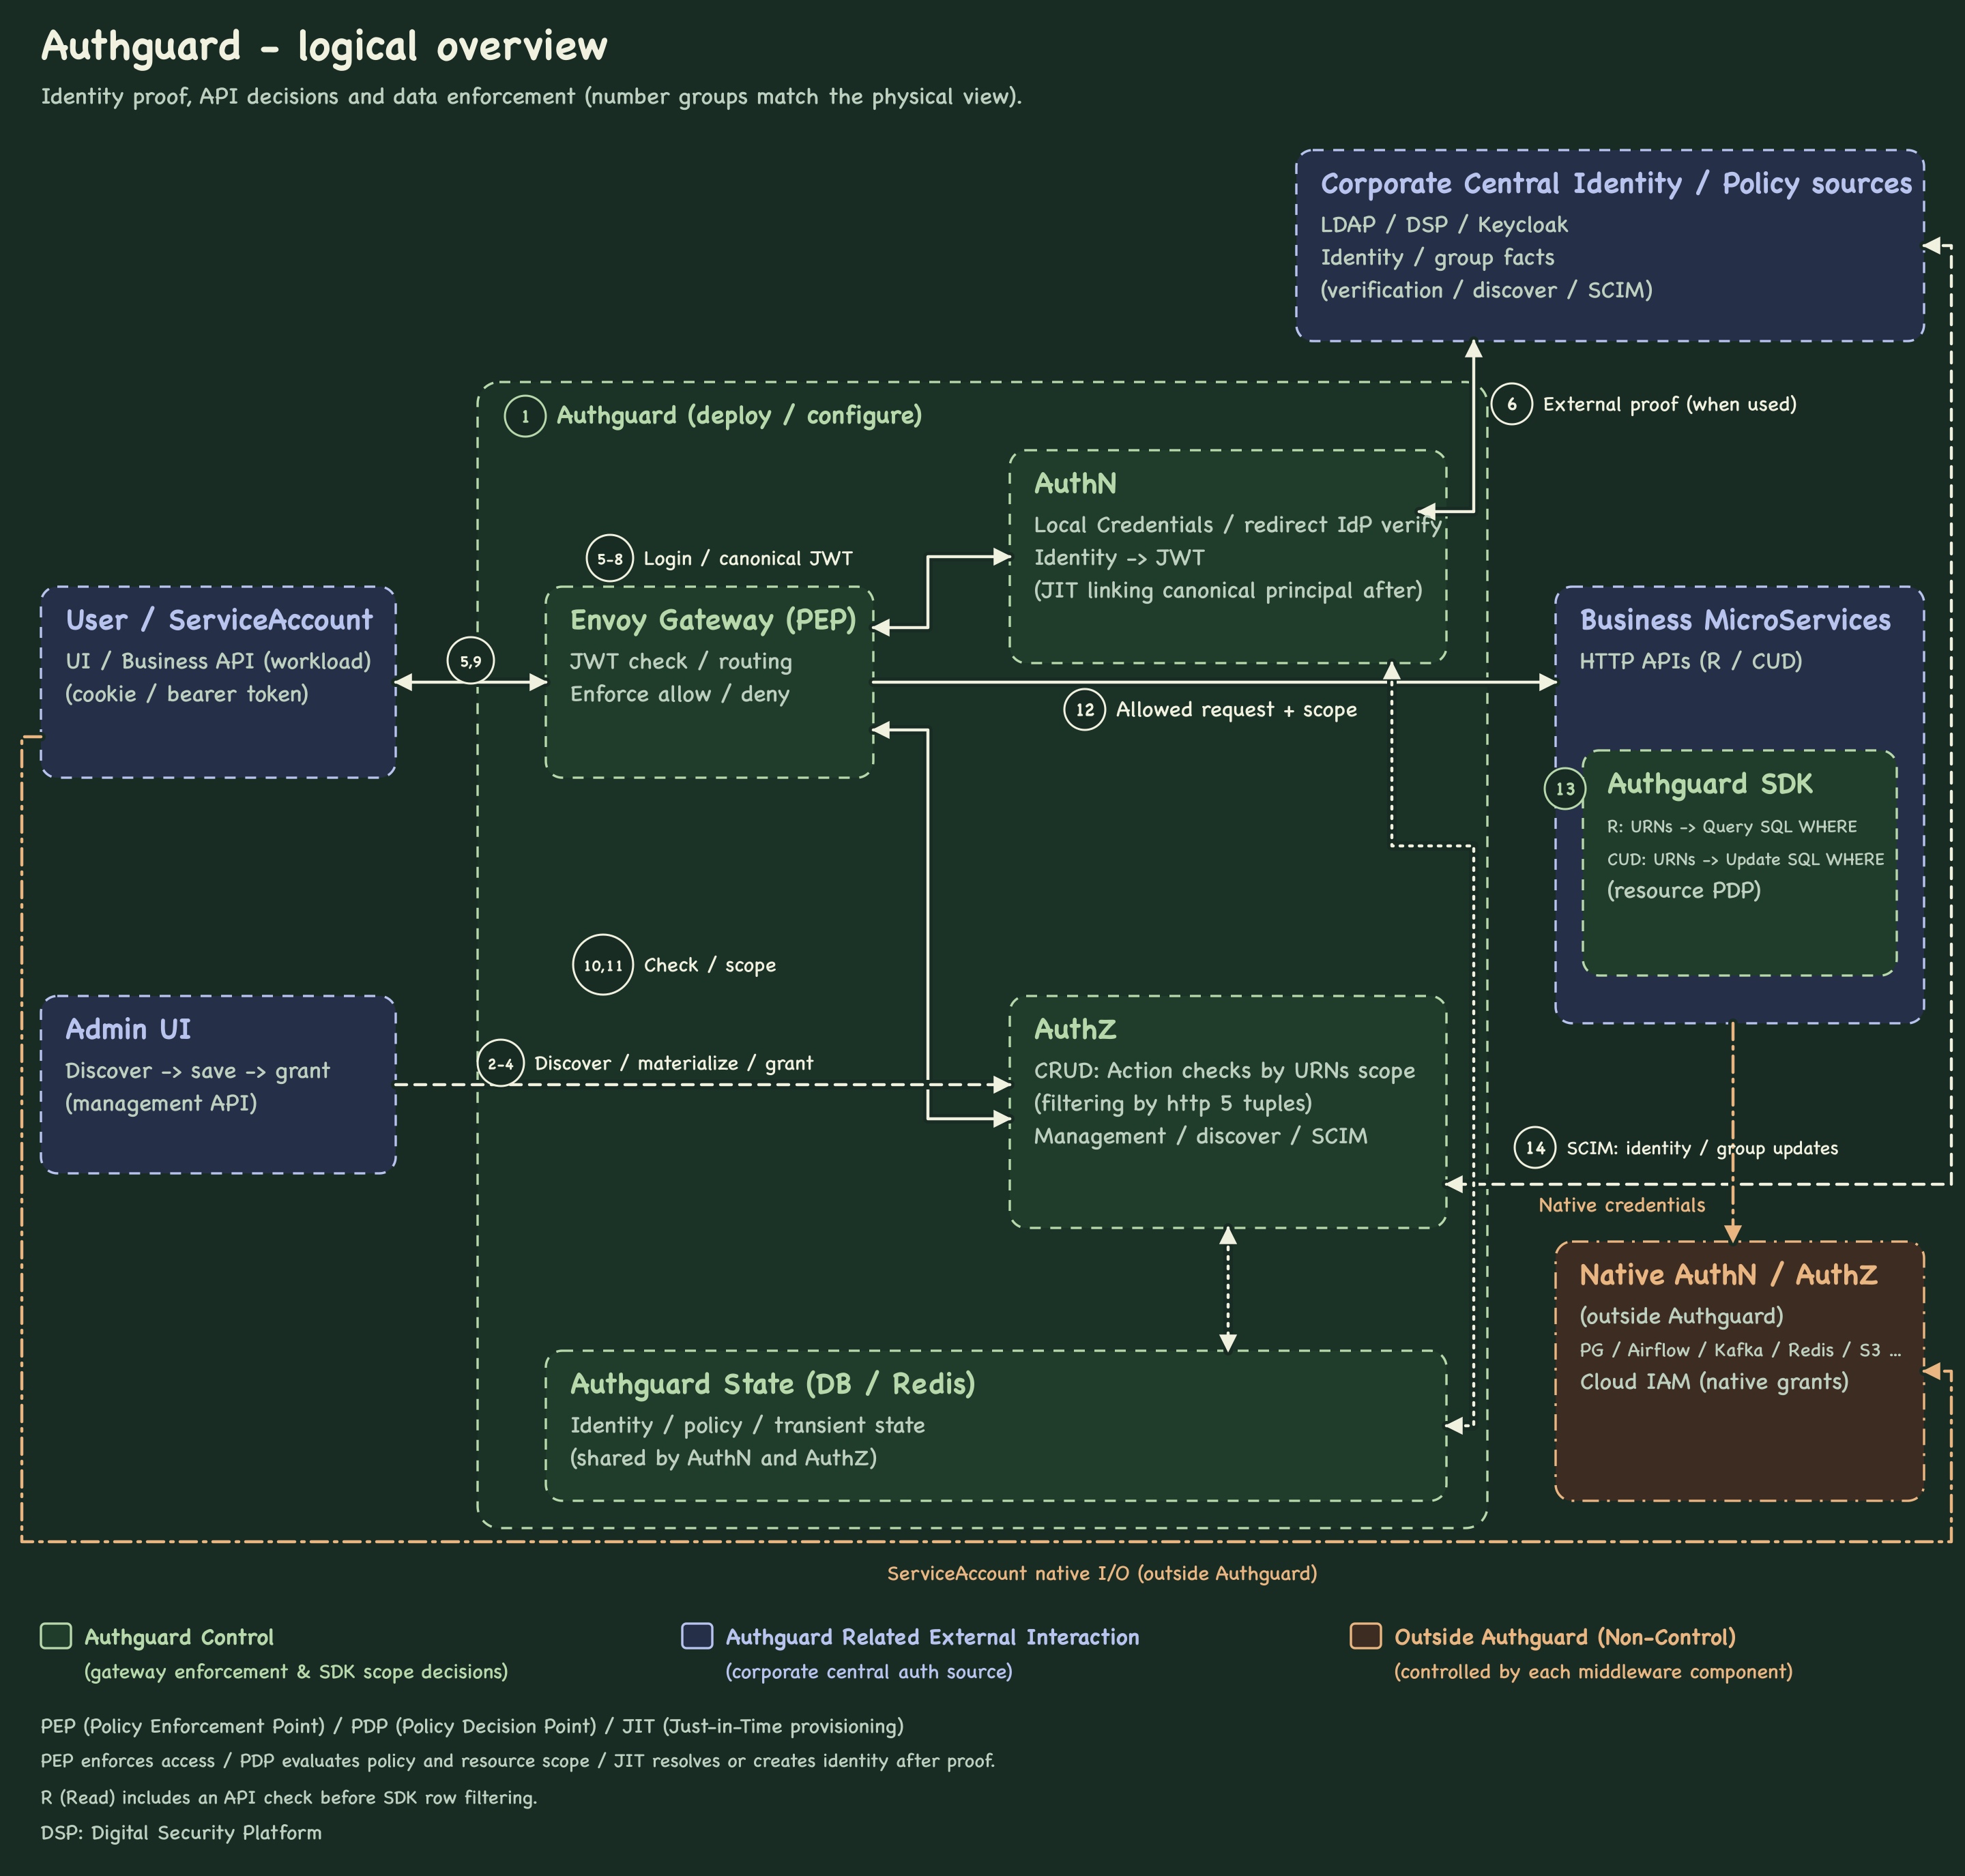 Authguard - logical overview
Identity proof, API decisions and data enforcement (number groups match the physical view).
Corporate Central Identity / Policy sources
LDAP / DSP / Keycloak
Identity / group facts
(verification / discover / SCIM)
6 External proof (when used)
1 Authguard (deploy / configure)
AuthN
Local Credentials / redirect IdP verify
Identity -> JWT
(JIT linking canonical principal after)
5-8 Login / canonical JWT
User / ServiceAccount
UI / Business API (workload)
(cookie / bearer token)
5,9
Envoy Gateway (PEP)
JWT check / routing
Enforce allow / deny
12 Allowed request + scope
Business MicroServices
HTTP APIs (R / CUD)
13
Authguard SDK
R: URNs -> Query SQL WHERE
CUD: URNs -> Update SQL WHERE
(resource PDP)
10,11 Check / scope
Admin UI
Discover -> save -> grant
(management API)
2-4 Discover / materialize / grant
AuthZ
CRUD: Action checks by URNs scope
(filtering by http 5 tuples)
Management / discover / SCIM
14 SCIM: identity / group updates
Native credentials
Native AuthN / AuthZ
(outside Authguard)
PG / Airflow / Kafka / Redis / S3 ...
Cloud IAM (native grants)
Authguard State (DB / Redis)
Identity / policy / transient state
(shared by AuthN and AuthZ)
ServiceAccount native I/O (outside Authguard)
Authguard Control
(gateway enforcement & SDK scope decisions)
Authguard Related External Interaction
(corporate central auth source)
Outside Authguard (Non-Control)
(controlled by each middleware component)
PEP (Policy Enforcement Point) / PDP (Policy Decision Point) / JIT (Just-in-Time provisioning)
PEP enforces access / PDP evaluates policy and resource scope / JIT resolves or creates identity after proof.
R (Read) includes an API check before SDK row filtering.
DSP: Digital Security Platform